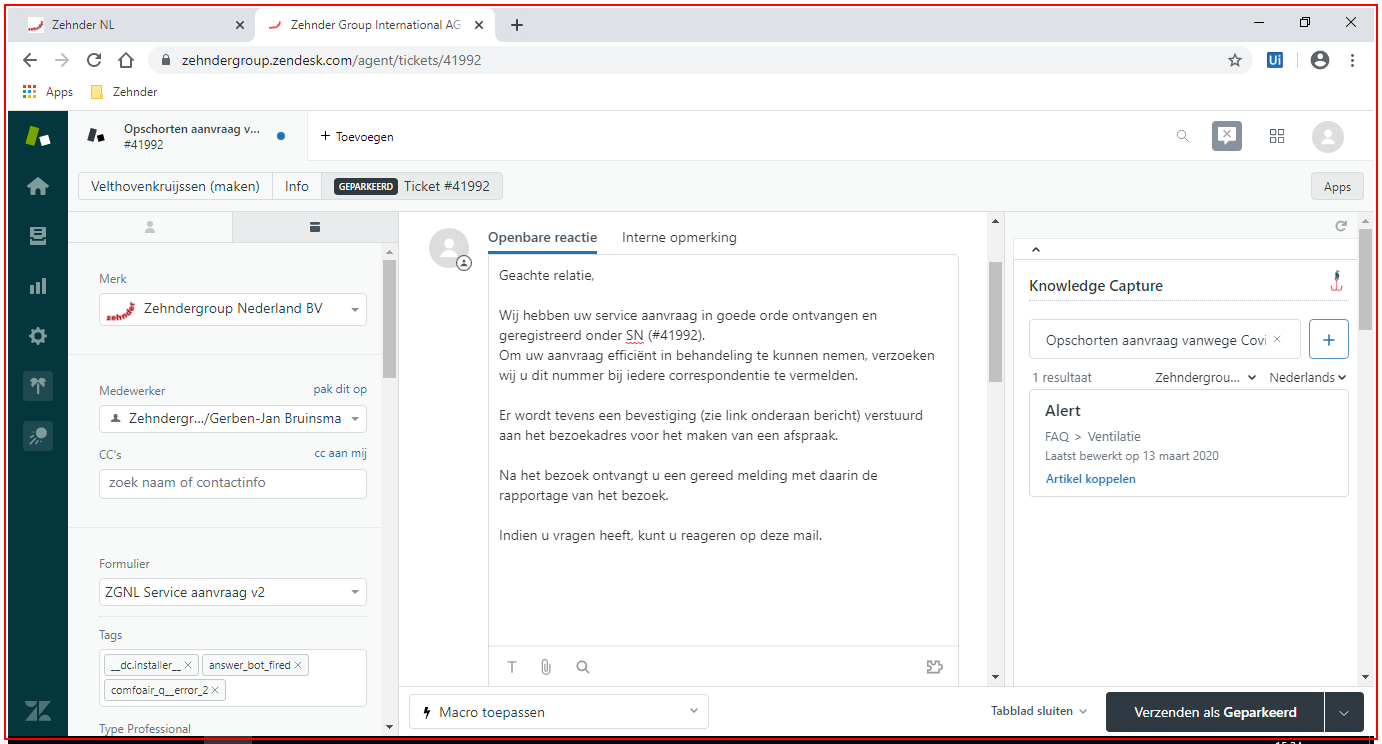 Zehnder NL
Zehnder Group International AG
zehndergroup.zendesk.com/agent/tickets/41992
Ui
Apps
Zehnder
Opschorten aanvraag v...
#41992
+ Toevoegen
Velthovenkruijssen (maken)
Info
GEPARKEERD Ticket #41992
Apps
Merk
zehnder
Zehndergroup Nederland BV
Medewerker
pak dit op
Zehndergr.../Gerben-Jan Bruinsma
CC's
cc aan mij
zoek naam of contactinfo
Formulier
ZGNL Service aanvraag v2
Tags
__dc.installer__ ×
answer_bot_fired ×
comfoair_q__error_2 ×
Type Professional
Openbare reactie
Interne opmerking
Geachte relatie,
Wij hebben uw service aanvraag in goede orde ontvangen en
geregistreerd onder SN (#41992).
Om uw aanvraag efficiënt in behandeling te kunnen nemen, verzoeken
wij u dit nummer bij iedere correspondentie te vermelden.
Er wordt tevens een bevestiging (zie link onderaan bericht) verstuurd
aan het bezoekadres voor het maken van een afspraak.
Na het bezoek ontvangt u een gereed melding met daarin de
rapportage van het bezoek.
Indien u vragen heeft, kunt u reageren op deze mail.
T
Macro toepassen
Tabblad sluiten
Verzenden als Geparkeerd
Knowledge Capture
Opschorten aanvraag vanwege Covi ×
+
1 resultaat
Zehndergrou...
Nederlands
Alert
FAQ > Ventilatie
Laatst bewerkt op 13 maart 2020
Artikel koppelen